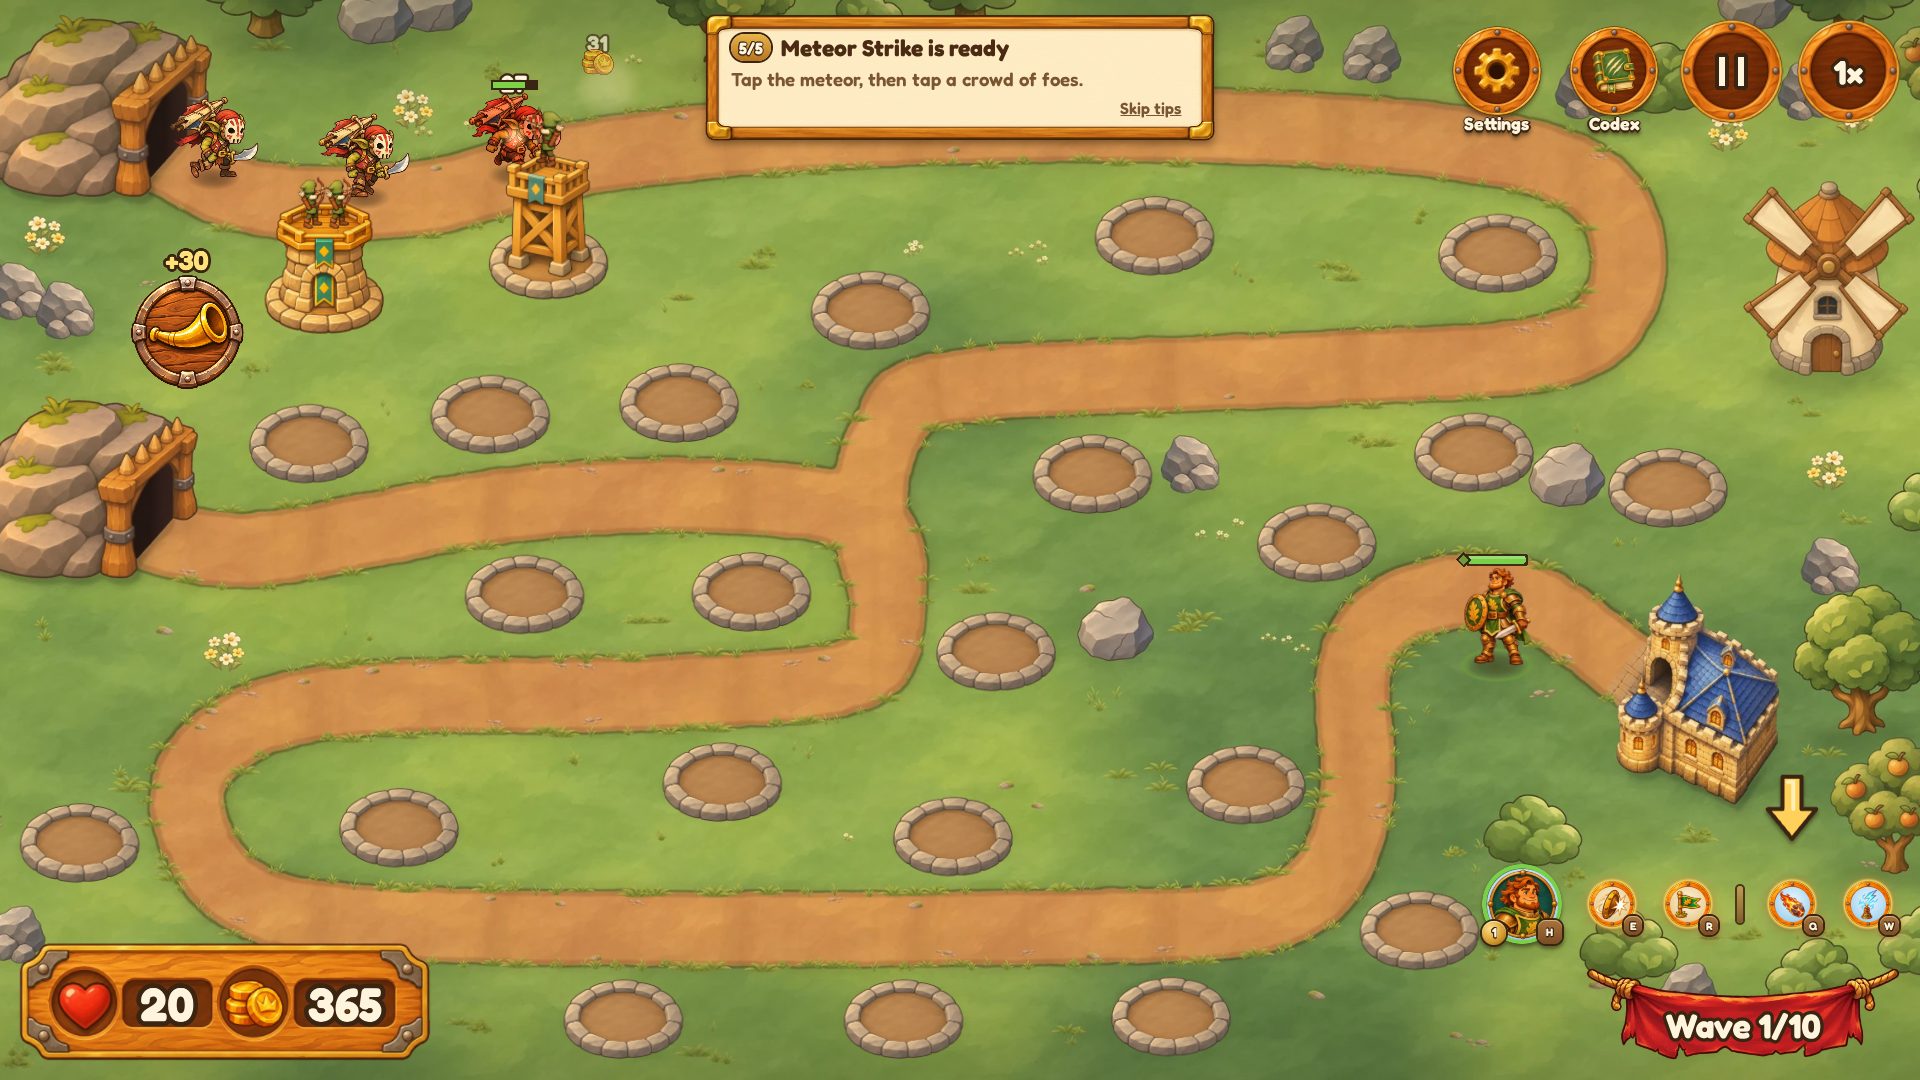 31
5/5 Meteor Strike is ready
Tap the meteor, then tap a crowd of foes.
Skip tips
Settings
Codex
1x
+30
1
H
E
R
Q
W
20
365
Wave 1/10